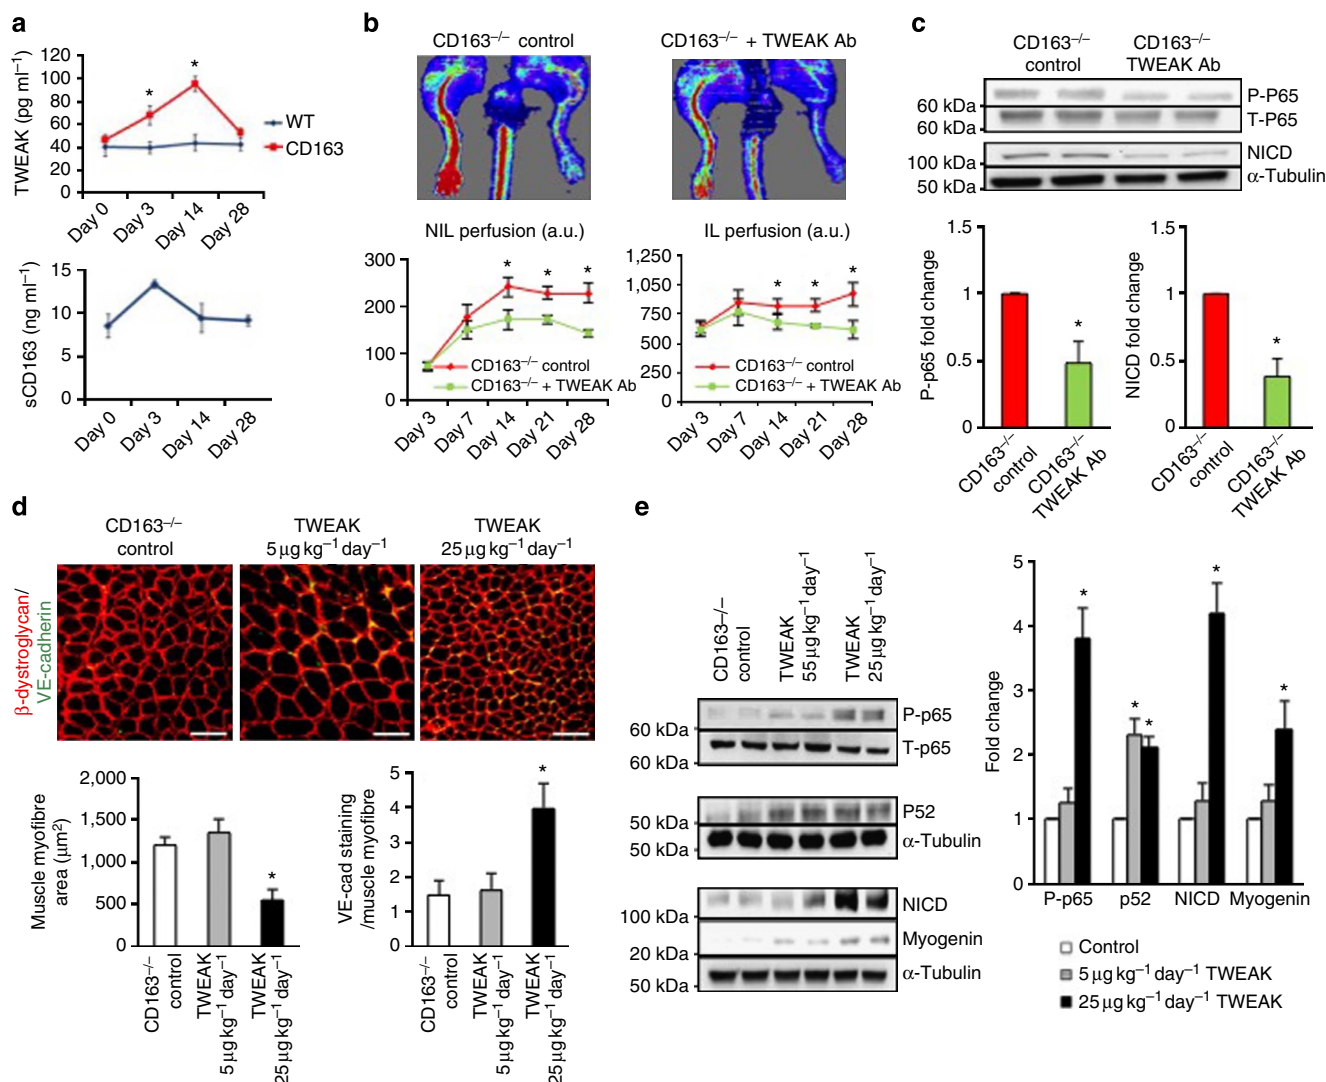 a
TWEAK (pg ml⁻¹)
120
100
80
60
40
20
0
*
*
WT
CD163
Day 0
Day 3
Day 14
Day 28
sCD163 (ng ml⁻¹)
15
10
5
0
Day 0
Day 3
Day 14
Day 28
b
CD163⁻/⁻ control
CD163⁻/⁻ + TWEAK Ab
NIL perfusion (a.u.)
300
200
100
0
*
*
*
CD163⁻/⁻ control
CD163⁻/⁻ + TWEAK Ab
Day 3
Day 7
Day 14
Day 21
Day 28
IL perfusion (a.u.)
1,250
1,000
750
500
250
0
*
*
*
CD163⁻/⁻ control
CD163⁻/⁻ + TWEAK Ab
Day 3
Day 7
Day 14
Day 21
Day 28
c
CD163⁻/⁻
control
CD163⁻/⁻
TWEAK Ab
60 kDa
P-P65
60 kDa
T-P65
100 kDa
NICD
50 kDa
α-Tubulin
P-p65 fold change
1.5
1
0.5
0
*
CD163⁻/⁻
control
CD163⁻/⁻
TWEAK Ab
NICD fold change
1.5
1
0.5
0
*
CD163⁻/⁻
control
CD163⁻/⁻
TWEAK Ab
d
CD163⁻/⁻
control
TWEAK
5 µg kg⁻¹ day⁻¹
TWEAK
25 µg kg⁻¹ day⁻¹
β-dystroglycan/
VE-cadherin
Muscle myofibre
area (µm²)
2,000
1,500
1,000
500
0
*
CD163⁻/⁻
control
TWEAK
5 µg kg⁻¹ day⁻¹
TWEAK
25 µg kg⁻¹ day⁻¹
VE-cad staining
/muscle myofibre
5
4
3
2
1
0
*
CD163⁻/⁻
control
TWEAK
5 µg kg⁻¹ day⁻¹
TWEAK
25 µg kg⁻¹ day⁻¹
e
CD163–/–
control
TWEAK
55 µg kg⁻¹ day⁻¹
TWEAK
25 µg kg⁻¹ day⁻¹
60 kDa
P-p65
60 kDa
T-p65
50 kDa
P52
50 kDa
α-Tubulin
100 kDa
NICD
20 kDa
Myogenin
50 kDa
α-Tubulin
Fold change
5
4
3
2
1
0
*
*
*
*
*
P-p65
p52
NICD
Myogenin
Control
5 µg kg⁻¹ day⁻¹ TWEAK
25 µg kg⁻¹ day⁻¹ TWEAK